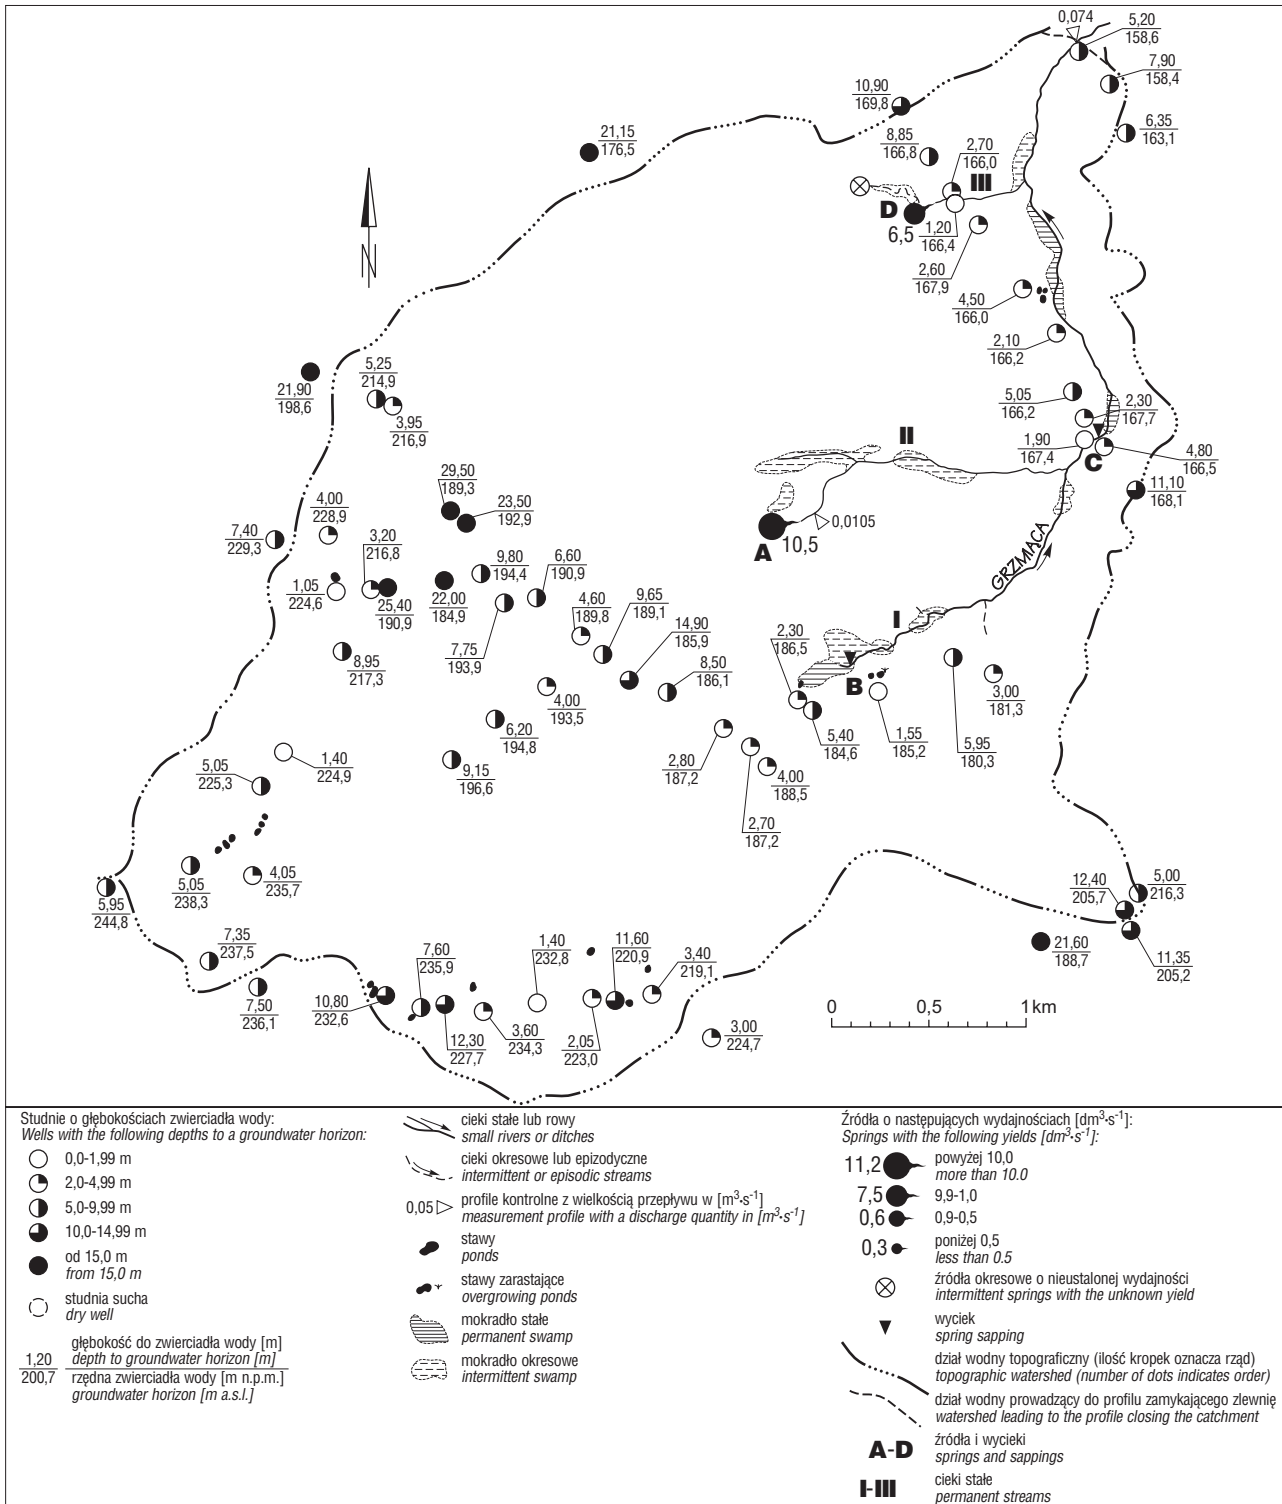 0,074
5,20
158,6
7,90
158,4
10,90
169,8
6,35
163,1
21,15
176,5
8,85
166,8
2,70
166,0
III
D
6,5
1,20
166,4
2,60
167,9
N
4,50
166,0
2,10
166,2
21,90
198,6
5,25
214,9
3,95
216,9
5,05
166,2
2,30
167,7
1,90
167,4
C
4,80
166,5
II
11,10
168,1
29,50
189,3
23,50
192,9
4,00
228,9
7,40
229,3
3,20
216,8
A
10,5
0,0105
GRZMĄCA
1,05
224,6
25,40
190,9
22,00
184,9
9,80
194,4
6,60
190,9
4,60
189,8
9,65
189,1
14,90
185,9
7,75
193,9
8,95
217,3
I
2,30
186,5
8,50
186,1
B
4,00
193,5
3,00
181,3
6,20
194,8
5,40
184,6
1,55
185,2
5,95
180,3
1,40
224,9
5,05
225,3
9,15
196,6
2,80
187,2
4,00
188,5
2,70
187,2
5,05
238,3
4,05
235,7
5,95
244,8
12,40
205,7
5,00
216,3
7,35
237,5
7,60
235,9
1,40
232,8
11,60
220,9
3,40
219,1
21,60
188,7
11,35
205,2
7,50
236,1
10,80
232,6
12,30
227,7
3,60
234,3
2,05
223,0
3,00
224,7
0 0,5 1 km
Studnie o głębokościach zwierciadła wody:
Wells with the following depths to a groundwater horizon:
0,0-1,99 m
2,0-4,99 m
5,0-9,99 m
10,0-14,99 m
od 15,0 m
from 15,0 m
studnia sucha
dry well
głębokość do zwierciadła wody [m]
1,20 depth to groundwater horizon [m]
200,7 rzędna zwierciadła wody [m n.p.m.]
groundwater horizon [m a.s.l.]
cieki stałe lub rowy
small rivers or ditches
cieki okresowe lub epizodyczne
intermittent or episodic streams
0,05 profile kontrolne z wielkością przepływu w [m³·s⁻¹]
measurement profile with a discharge quantity in [m³·s⁻¹]
stawy
ponds
stawy zarastające
overgrowing ponds
mokradło stałe
permanent swamp
mokradło okresowe
intermittent swamp
Źródła o następujących wydajnościach [dm³·s⁻¹]:
Springs with the following yields [dm³·s⁻¹]:
11,2 powyżej 10,0
more than 10.0
7,5 9,9-1,0
0,6 0,9-0,5
0,3 poniżej 0,5
less than 0.5
źródła okresowe o nieustalonej wydajności
intermittent springs with the unknown yield
wyciek
spring sapping
dział wodny topograficzny (ilość kropek oznacza rząd)
topographic watershed (number of dots indicates order)
dział wodny prowadzący do profilu zamykającego zlewnię
watershed leading to the profile closing the catchment
A-D źródła i wycieki
springs and sappings
I-III cieki stałe
permanent streams